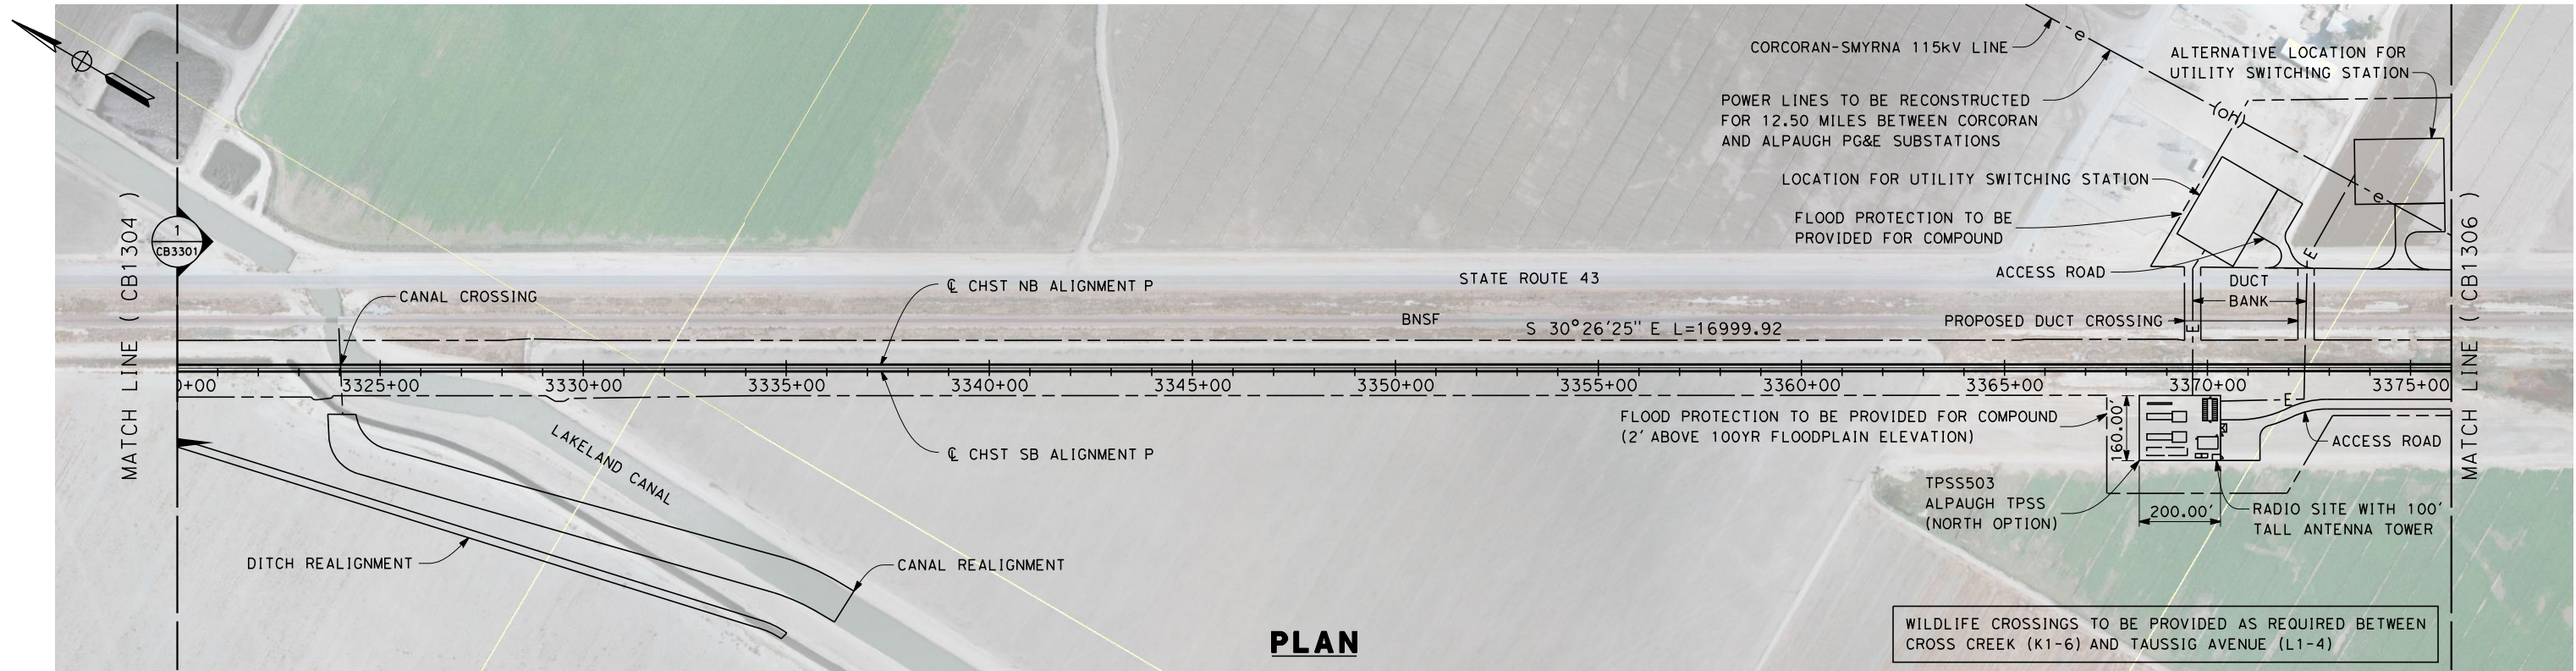 CORCORAN-SMYRNA 115kV LINE
e
ALTERNATIVE LOCATION FOR
UTILITY SWITCHING STATION
POWER LINES TO BE RECONSTRUCTED
FOR 12.50 MILES BETWEEN CORCORAN
AND ALPAUGH PG&E SUBSTATIONS
(OH)
LOCATION FOR UTILITY SWITCHING STATION
e
FLOOD PROTECTION TO BE
PROVIDED FOR COMPOUND
MATCH LINE ( CB1304 )
1
CB3301
E
ACCESS ROAD
STATE ROUTE 43
DUCT
BANK
MATCH LINE ( CB1306 )
CANAL CROSSING
℄ CHST NB ALIGNMENT P
BNSF
S 30°26'25" E L=16999.92
PROPOSED DUCT CROSSING
E
0+00
3325+00
3330+00
3335+00
3340+00
3345+00
3350+00
3355+00
3360+00
3365+00
3370+00
3375+00
E
FLOOD PROTECTION TO BE PROVIDED FOR COMPOUND
(2' ABOVE 100YR FLOODPLAIN ELEVATION)
160.00'
ACCESS ROAD
LAKELAND CANAL
℄ CHST SB ALIGNMENT P
TPSS503
ALPAUGH TPSS
(NORTH OPTION)
200.00'
RADIO SITE WITH 100'
TALL ANTENNA TOWER
DITCH REALIGNMENT
CANAL REALIGNMENT
WILDLIFE CROSSINGS TO BE PROVIDED AS REQUIRED BETWEEN
CROSS CREEK (K1-6) AND TAUSSIG AVENUE (L1-4)
PLAN